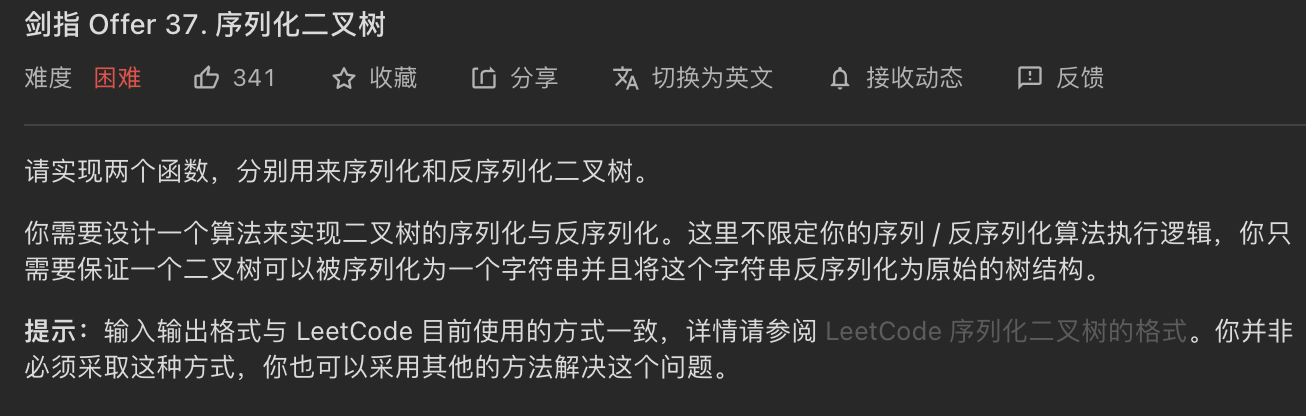 剑指 Offer 37. 序列化二叉树
难度 困难 341 收藏 分享 切换为英文 接收动态 反馈
请实现两个函数，分别用来序列化和反序列化二叉树。
你需要设计一个算法来实现二叉树的序列化与反序列化。这里不限定你的序列 / 反序列化算法执行逻辑，你只
需要保证一个二叉树可以被序列化为一个字符串并且将这个字符串反序列化为原始的树结构。
提示：输入输出格式与 LeetCode 目前使用的方式一致，详情请参阅 LeetCode 序列化二叉树的格式。你并非
必须采取这种方式，你也可以采用其他的方法解决这个问题。